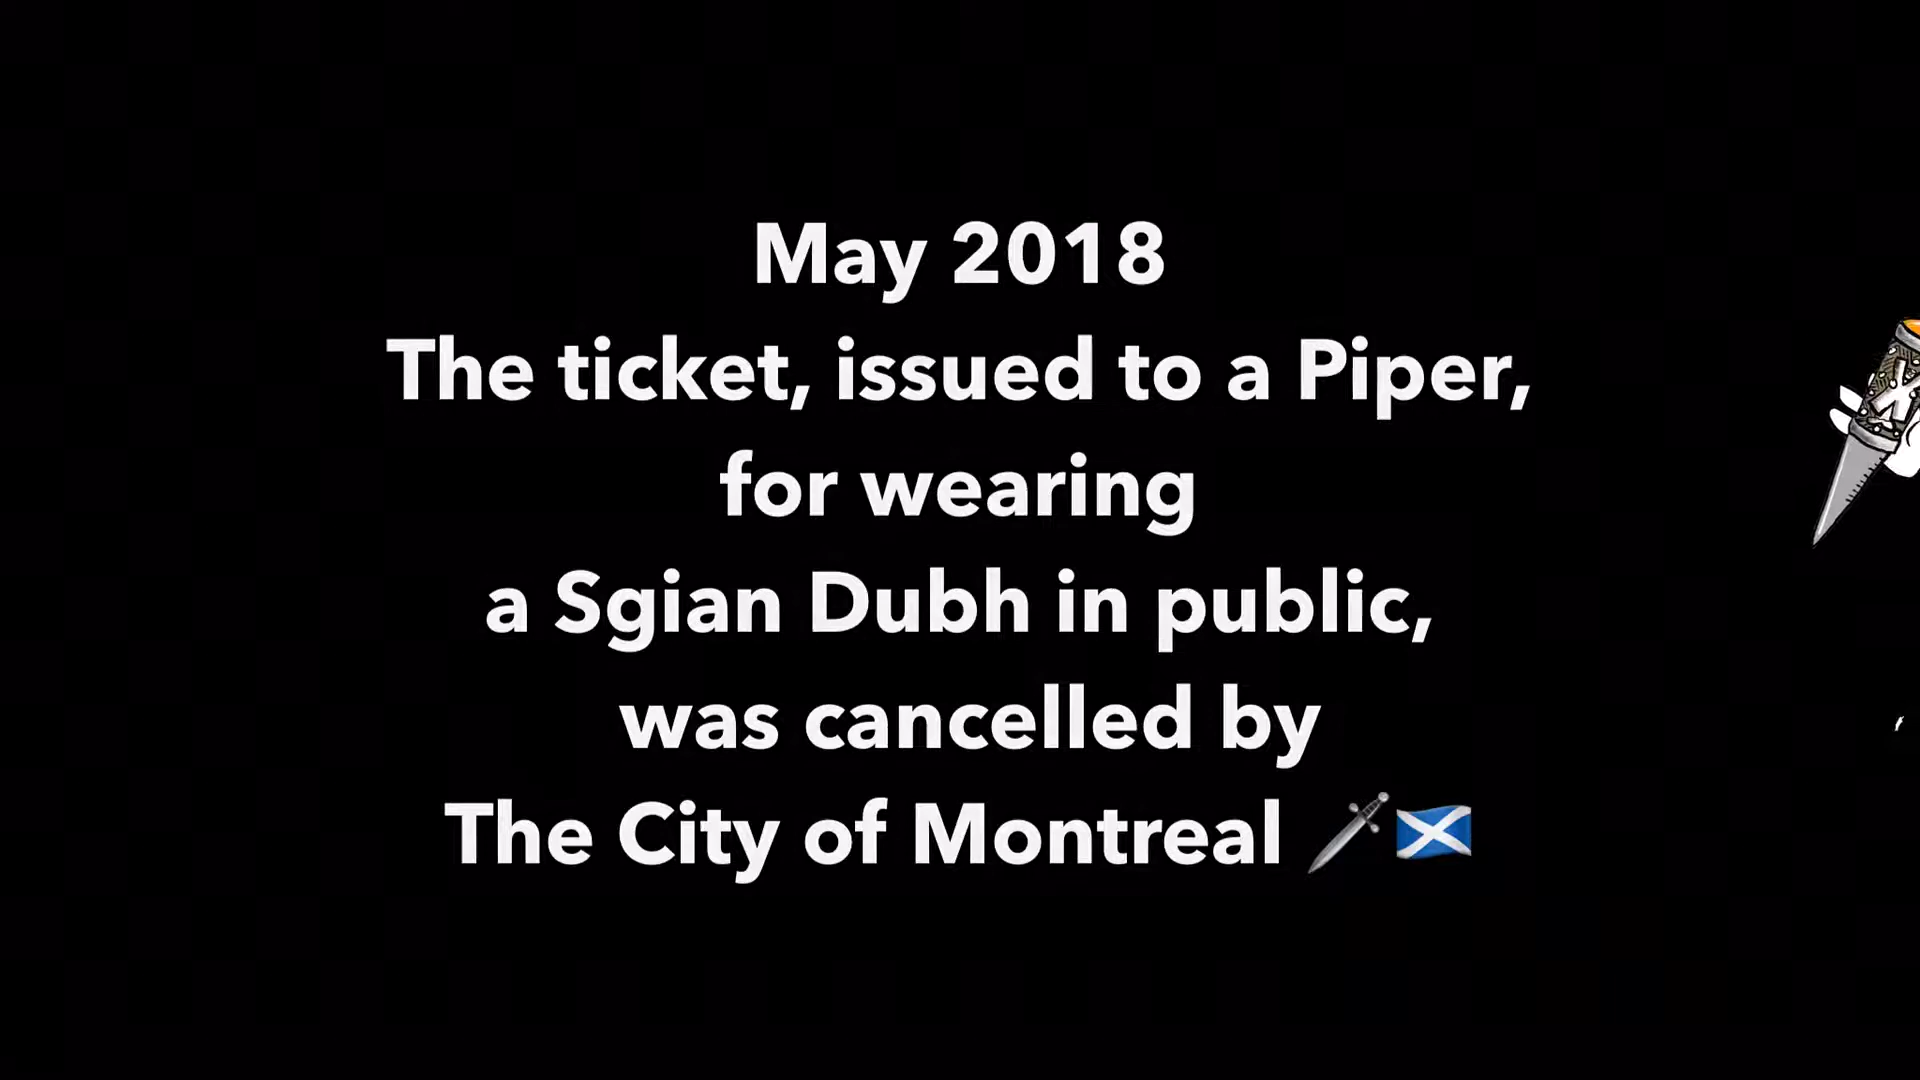 May 2018
The ticket, issued to a Piper,
for wearing
a Sgian Dubh in public,
was cancelled by
The City of Montreal 🗡️🏴󠁧󠁢󠁳󠁣󠁴󠁿